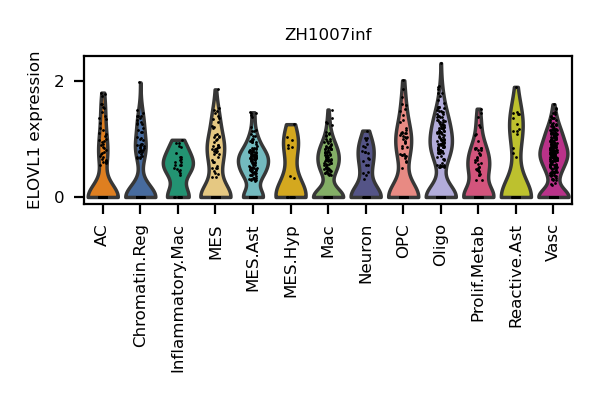 ZH1007inf
ELOVL1 expression
2
0
AC
Chromatin.Reg
Inflammatory.Mac
MES
MES.Ast
MES.Hyp
Mac
Neuron
OPC
Oligo
Prolif.Metab
Reactive.Ast
Vasc